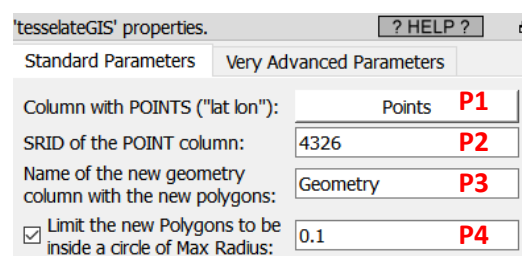 'tesselateGIS' properties. ? HELP ?
Standard Parameters Very Advanced Parameters
Column with POINTS ("lat lon"): Points P1
SRID of the POINT column: 4326 P2
Name of the new geometry
column with the new polygons: Geometry P3
Limit the new Polygons to be
inside a circle of Max Radius: 0.1 P4